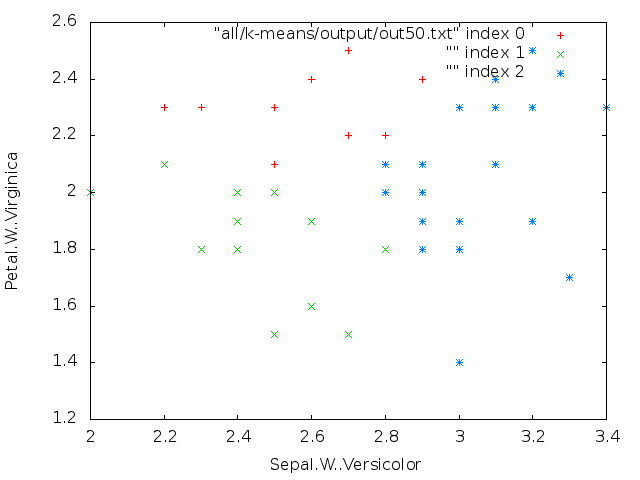 2.6
"all/k-means/output/out50.txt" index 0
"" index 1
"" index 2
2.4
2.2
2
1.8
1.6
1.4
1.2
Petal.W..Virginica
2 2.2 2.4 2.6 2.8 3 3.2 3.4
Sepal.W..Versicolor